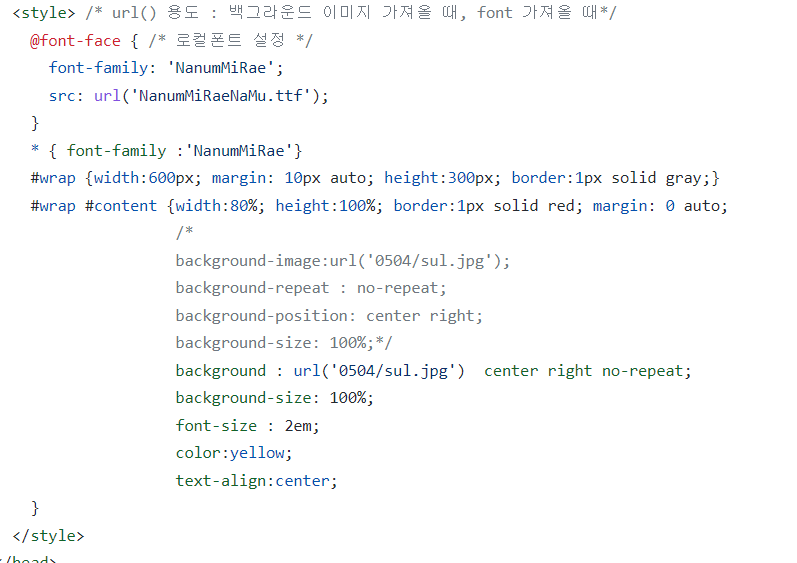 <style> /* url() 용도 : 백그라운드 이미지 가져올 때, font 가져올 때*/
@font-face { /* 로컬폰트 설정 */
font-family: 'NanumMiRae';
src: url('NanumMiRaeNaMu.ttf');
}
* { font-family :'NanumMiRae'}
#wrap {width:600px; margin: 10px auto; height:300px; border:1px solid gray;}
#wrap #content {width:80%; height:100%; border:1px solid red; margin: 0 auto;
/*
background-image:url('0504/sul.jpg');
background-repeat : no-repeat;
background-position: center right;
background-size: 100%;*/
background : url('0504/sul.jpg')  center right no-repeat;
background-size: 100%;
font-size : 2em;
color:yellow;
text-align:center;
}
</style>
</head>